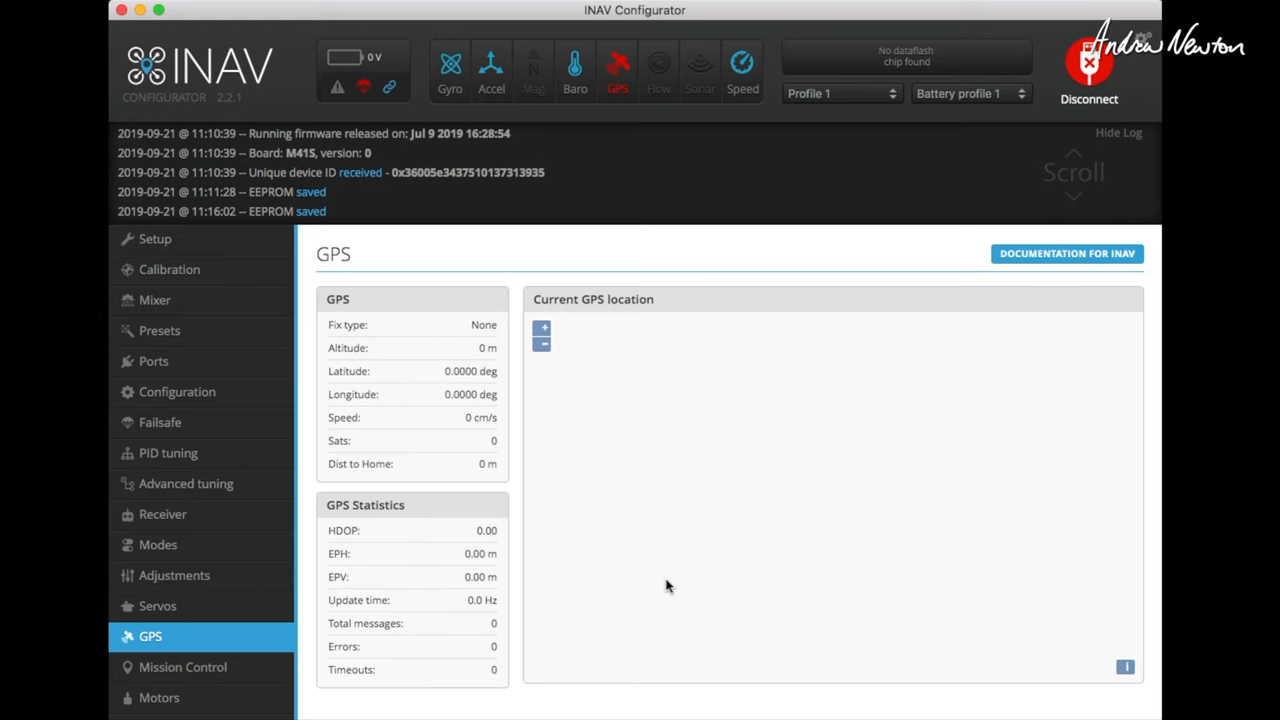 INAV Configurator
Andrew Newton
INAV
CONFIGURATOR 2.2.1
0 V
Gyro
Accel
N
Mag
Baro
GPS
Flow
Sonar
Speed
No dataflash
chip found
Profile 1
Battery profile 1
Disconnect
2019-09-21 @ 11:10:39 -- Running firmware released on: Jul 9 2019 16:28:54
2019-09-21 @ 11:10:39 -- Board: M41S, version: 0
2019-09-21 @ 11:10:39 -- Unique device ID received - 0x36005e3437510137313935
2019-09-21 @ 11:11:28 -- EEPROM saved
2019-09-21 @ 11:16:02 -- EEPROM saved
Hide Log
Scroll
Setup
Calibration
Mixer
Presets
Ports
Configuration
Failsafe
PID tuning
Advanced tuning
Receiver
Modes
Adjustments
Servos
GPS
Mission Control
Motors
GPS
DOCUMENTATION FOR INAV
GPS
Fix type: None
Altitude: 0 m
Latitude: 0.0000 deg
Longitude: 0.0000 deg
Speed: 0 cm/s
Sats: 0
Dist to Home: 0 m
GPS Statistics
HDOP: 0.00
EPH: 0.00 m
EPV: 0.00 m
Update time: 0.0 Hz
Total messages: 0
Errors: 0
Timeouts: 0
Current GPS location
+
−
i